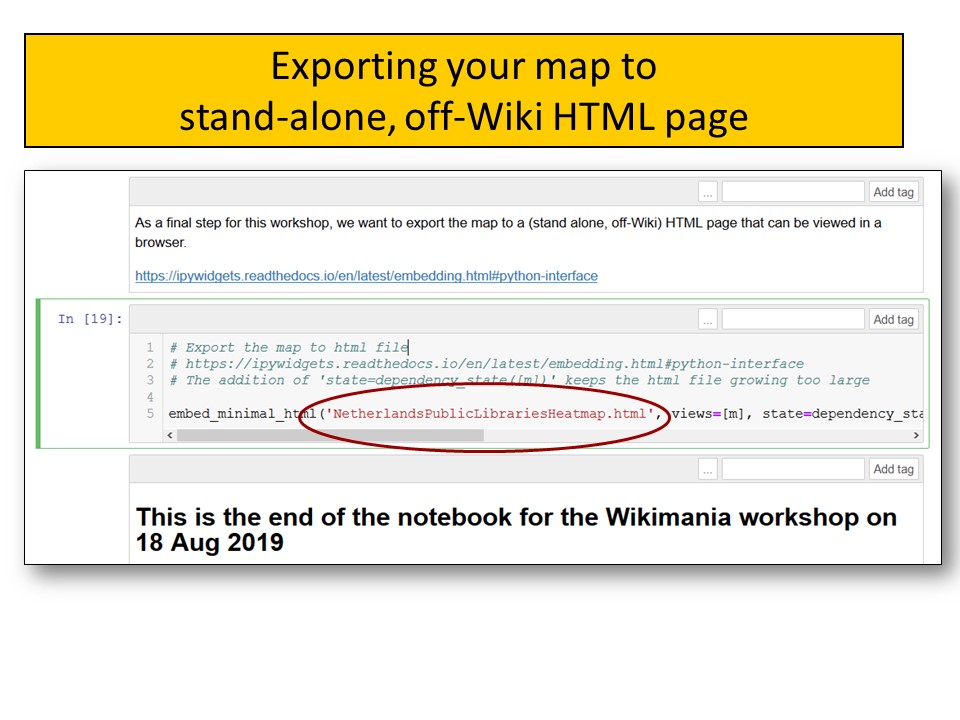 Exporting your map to
stand-alone, off-Wiki HTML page
... Add tag
As a final step for this workshop, we want to export the map to a (stand alone, off-Wiki) HTML page that can be viewed in a
browser.
https://ipywidgets.readthedocs.io/en/latest/embedding.html#python-interface
In [19]:
... Add tag
1 # Export the map to html file
2 # https://ipywidgets.readthedocs.io/en/latest/embedding.html#python-interface
3 # The addition of 'state=dependency_state([m])' keeps the html file growing too large
4
5 embed_minimal_html('NetherlandsPublicLibrariesHeatmap.html', views=[m], state=dependency_sta
... Add tag
This is the end of the notebook for the Wikimania workshop on
18 Aug 2019